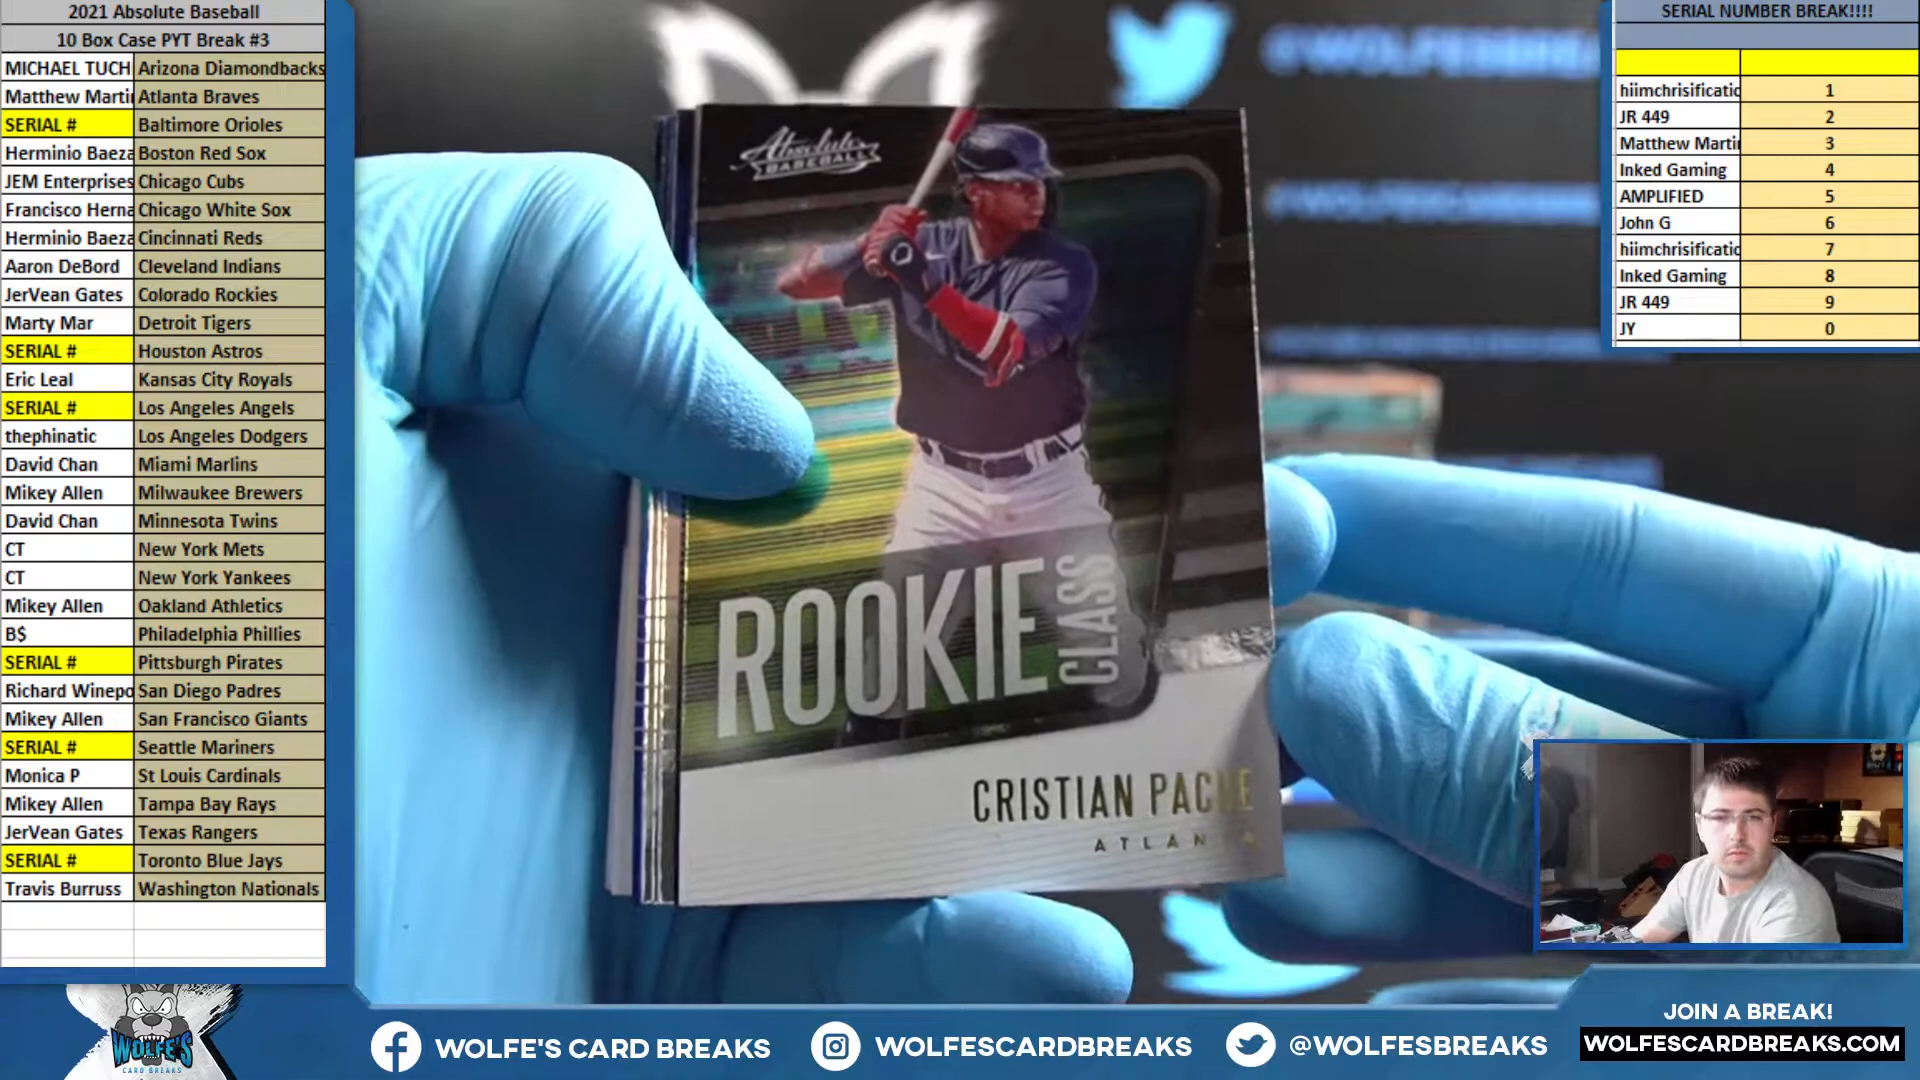 2021 Absolute Baseball
10 Box Case PYT Break #3
MICHAEL TUCH Arizona Diamondbacks
Matthew Marti Atlanta Braves
SERIAL # Baltimore Orioles
Herminio Baeza Boston Red Sox
JEM Enterprises Chicago Cubs
Francisco Herna Chicago White Sox
Herminio Baeza Cincinnati Reds
Aaron DeBord Cleveland Indians
JerVean Gates Colorado Rockies
Marty Mar Detroit Tigers
SERIAL # Houston Astros
Eric Leal Kansas City Royals
SERIAL # Los Angeles Angels
thephinatic Los Angeles Dodgers
David Chan Miami Marlins
Mikey Allen Milwaukee Brewers
David Chan Minnesota Twins
CT New York Mets
CT New York Yankees
Mikey Allen Oakland Athletics
B$ Philadelphia Phillies
SERIAL # Pittsburgh Pirates
Richard Winepo San Diego Padres
Mikey Allen San Francisco Giants
SERIAL # Seattle Mariners
Monica P St Louis Cardinals
Mikey Allen Tampa Bay Rays
JerVean Gates Texas Rangers
SERIAL # Toronto Blue Jays
Travis Burruss Washington Nationals
Absolute
BASEBALL
ROOKIE
CLASS
CRISTIAN PACHE
ATLANTA
@WOLFESBREA
SERIAL NUMBER BREAK!!!!
hiimchrisificatic 1
JR 449 2
Matthew Marti 3
Inked Gaming 4
AMPLIFIED 5
John G 6
hiimchrisificatic 7
Inked Gaming 8
JR 449 9
JY 0
WOLFE'S
CARD BREAKS
WOLFE'S CARD BREAKS
WOLFESCARDBREAKS
@WOLFESBREAKS
JOIN A BREAK!
WOLFESCARDBREAKS.COM